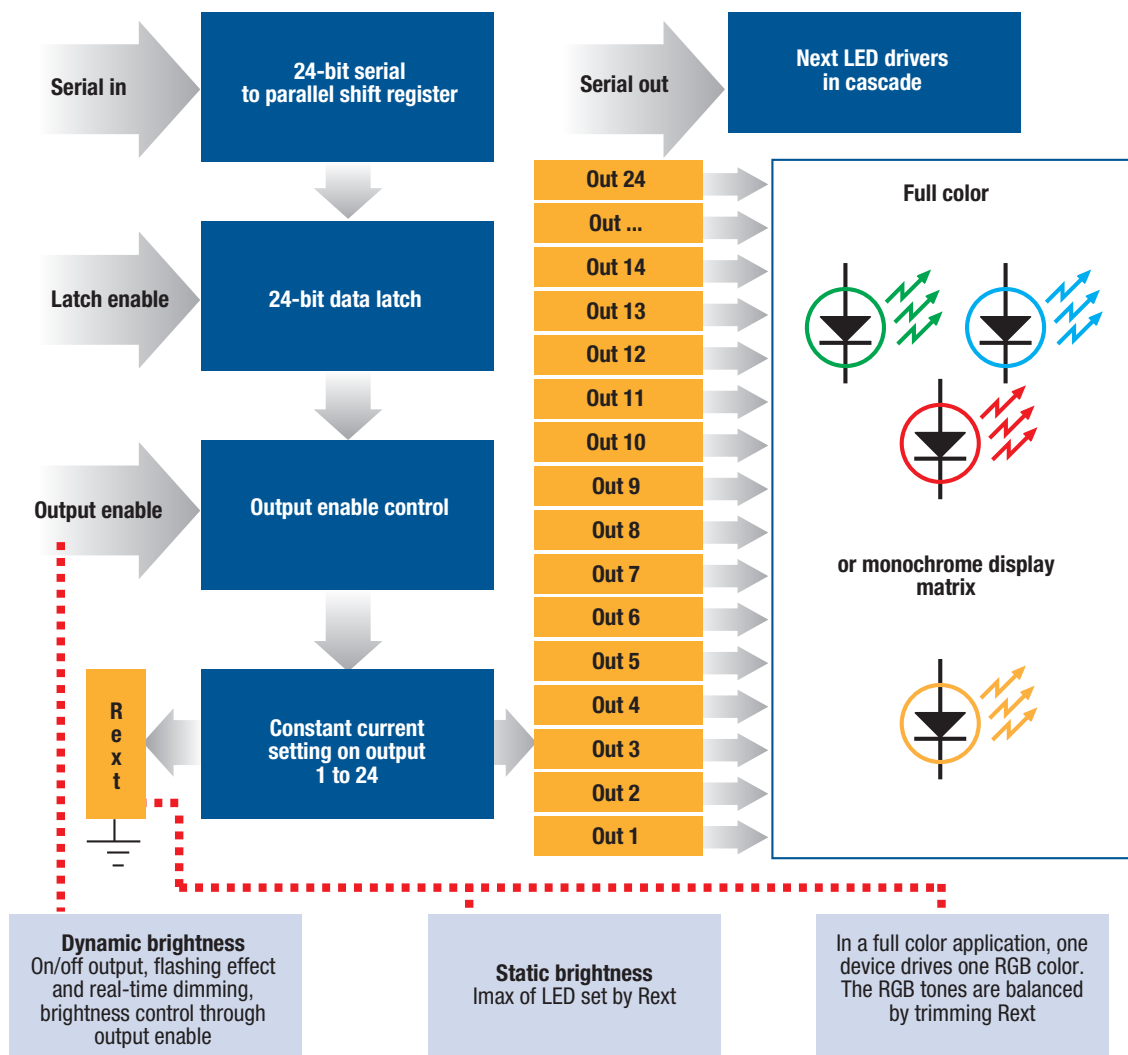 Serial in
24-bit serial
to parallel shift register
Serial out
Next LED drivers
in cascade
Latch enable
24-bit data latch
Output enable
Output enable control
R
e
x
t
Constant current
setting on output
1 to 24
Out 24
Out ...
Out 14
Out 13
Out 12
Out 11
Out 10
Out 9
Out 8
Out 7
Out 6
Out 5
Out 4
Out 3
Out 2
Out 1
Full color
or monochrome display
matrix
Dynamic brightness
On/off output, flashing effect
and real-time dimming,
brightness control through
output enable
Static brightness
Imax of LED set by Rext
In a full color application, one
device drives one RGB color.
The RGB tones are balanced
by trimming Rext